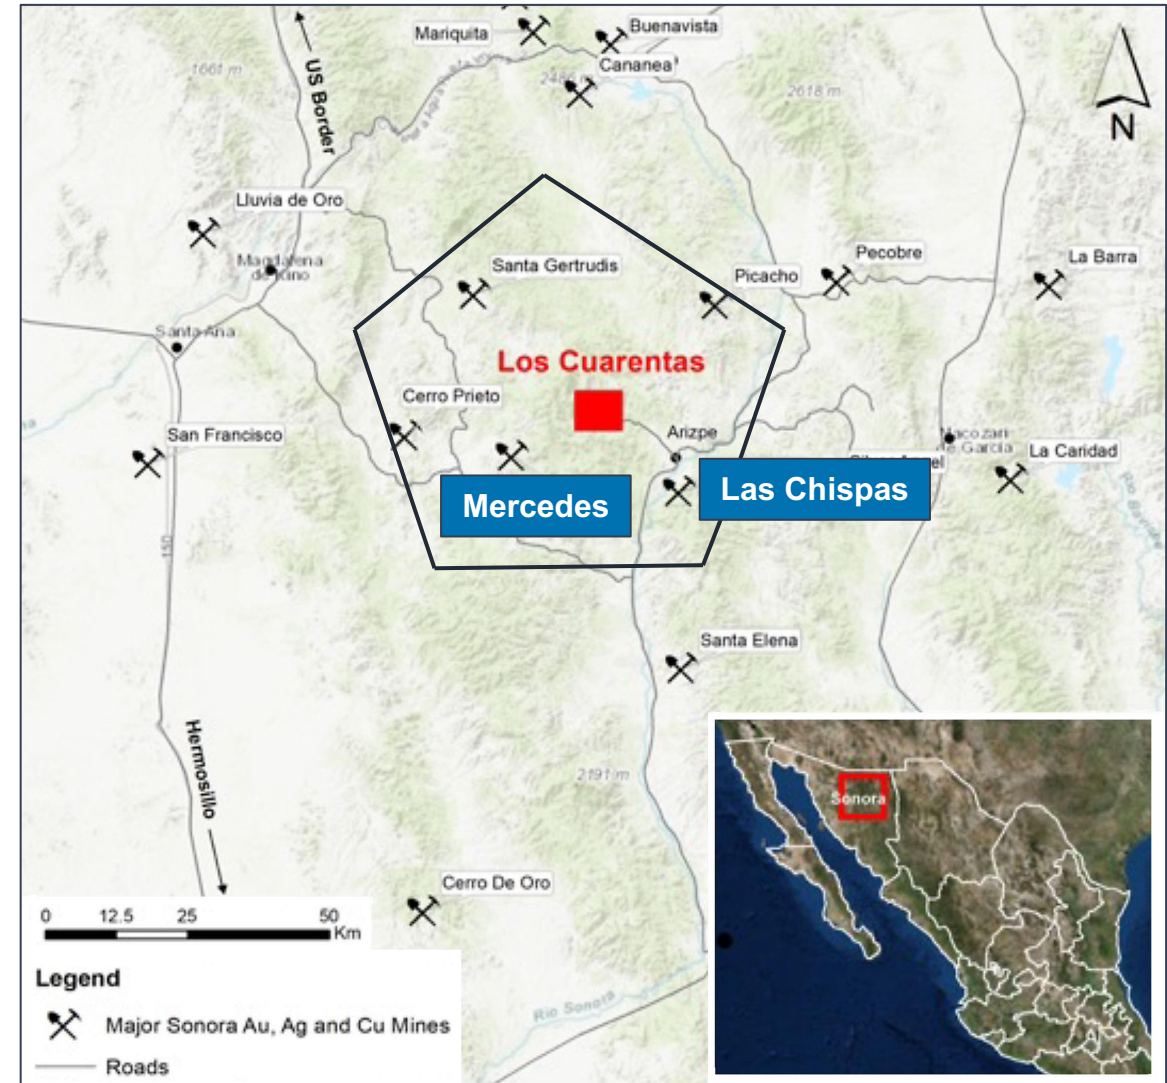 Mariquita
Buenavista
Cananea
1661 m
US Border
2618 m
N
Lluvia de Oro
Magdalena
de Kino
Santa Gertrudis
Picacho
Pecobre
La Barra
Santa Ana
Los Cuarentas
Cerro Prieto
San Francisco
Arizpe
La Caridad
Mercedes
Las Chispas
150
Santa Elena
Hermosillo
2191 m
Sonora
Cerro De Oro
0 12.5 25 50
Km
Legend
Major Sonora Au, Ag and Cu Mines
Roads
Rio Sonora